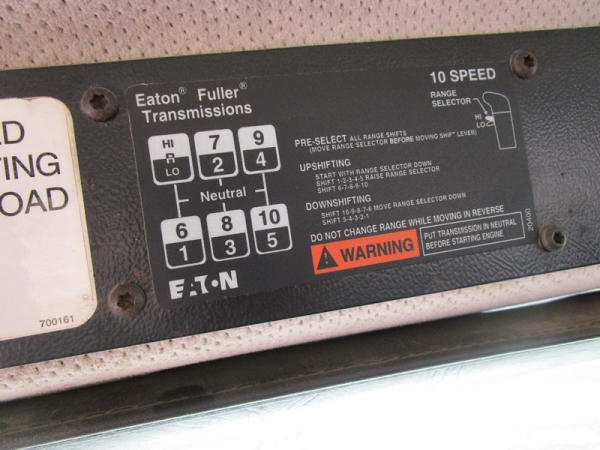 LD
TING
OAD
700161
Eaton® Fuller®
Transmissions
10 SPEED
RANGE
SELECTOR
HI
LO
HI
R
LO
7
2
9
4
Neutral
6
1
8
3
10
5
EATON
PRE-SELECT ALL RANGE SHIFTS
(MOVE RANGE SELECTOR BEFORE MOVING SHIFT LEVER)
UPSHIFTING
START WITH RANGE SELECTOR DOWN
SHIFT 1-2-3-4-5 RAISE RANGE SELECTOR
SHIFT 6-7-8-9-10
DOWNSHIFTING
SHIFT 10-9-8-7-6 MOVE RANGE SELECTOR DOWN
SHIFT 5-4-3-2-1
DO NOT CHANGE RANGE WHILE MOVING IN REVERSE
WARNING
PUT TRANSMISSION IN NEUTRAL
BEFORE STARTING ENGINE
20400